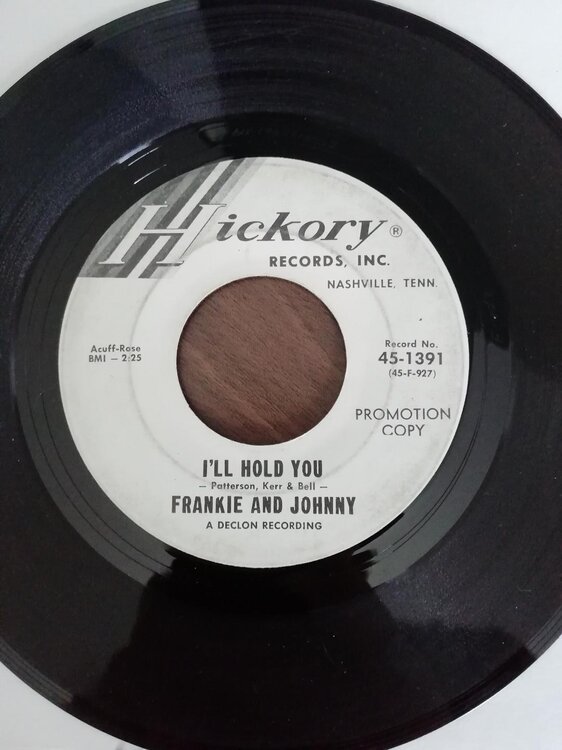 Hickory®
RECORDS, INC.
NASHVILLE, TENN.
Acuff-Rose
BMI – 2:25
Record No.
45-1391
(45-F-927)
PROMOTION
COPY
I'LL HOLD YOU
– Patterson, Kerr & Bell –
FRANKIE AND JOHNNY
A DECLON RECORDING